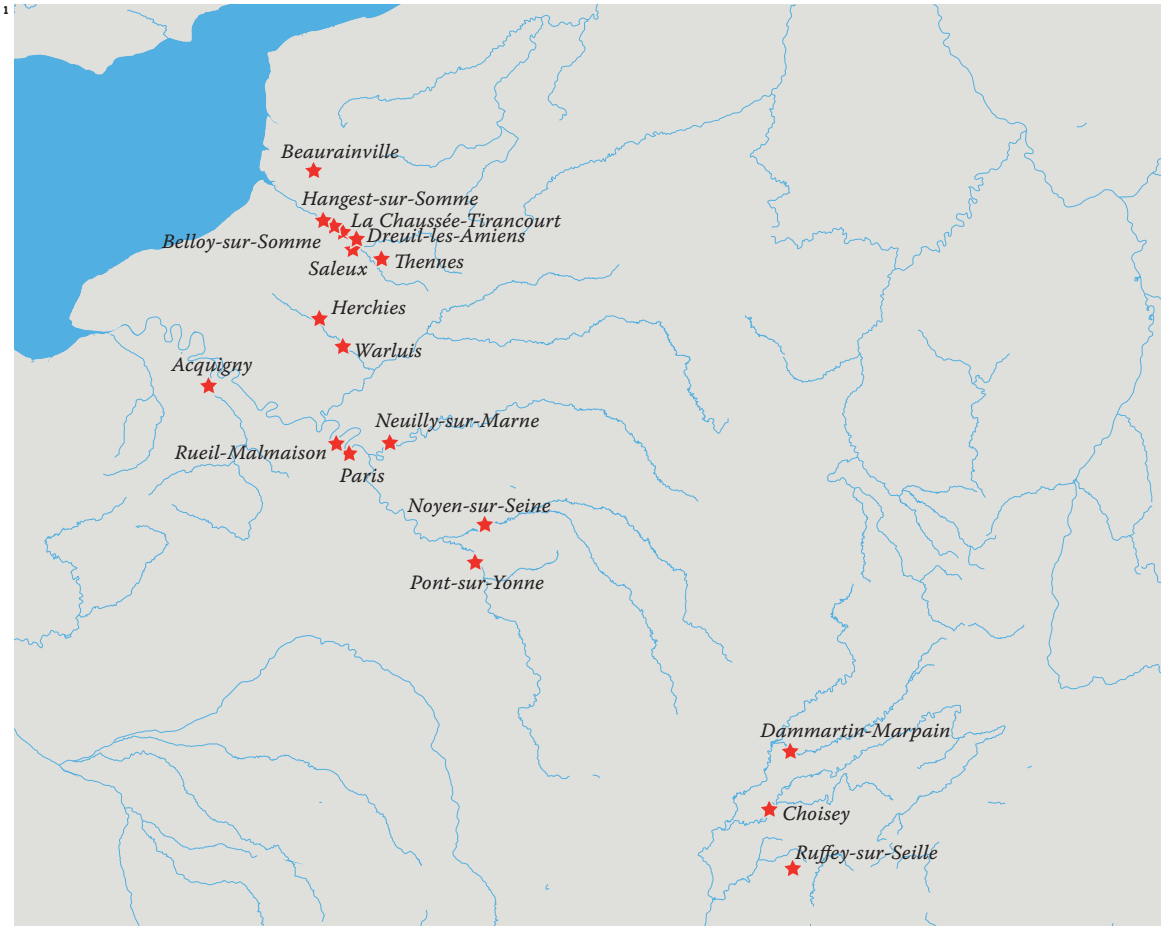 1
Beaurainville
Hangest-sur-Somme
La Chaussée-Tirancourt
Dreuil-les-Amiens
Belloy-sur-Somme
Thennes
Saleux
Herchies
Warluis
Acquigny
Neuilly-sur-Marne
Rueil-Malmaison
Paris
Noyen-sur-Seine
Pont-sur-Yonne
Dammartin-Marpain
Choisey
Ruffey-sur-Seille